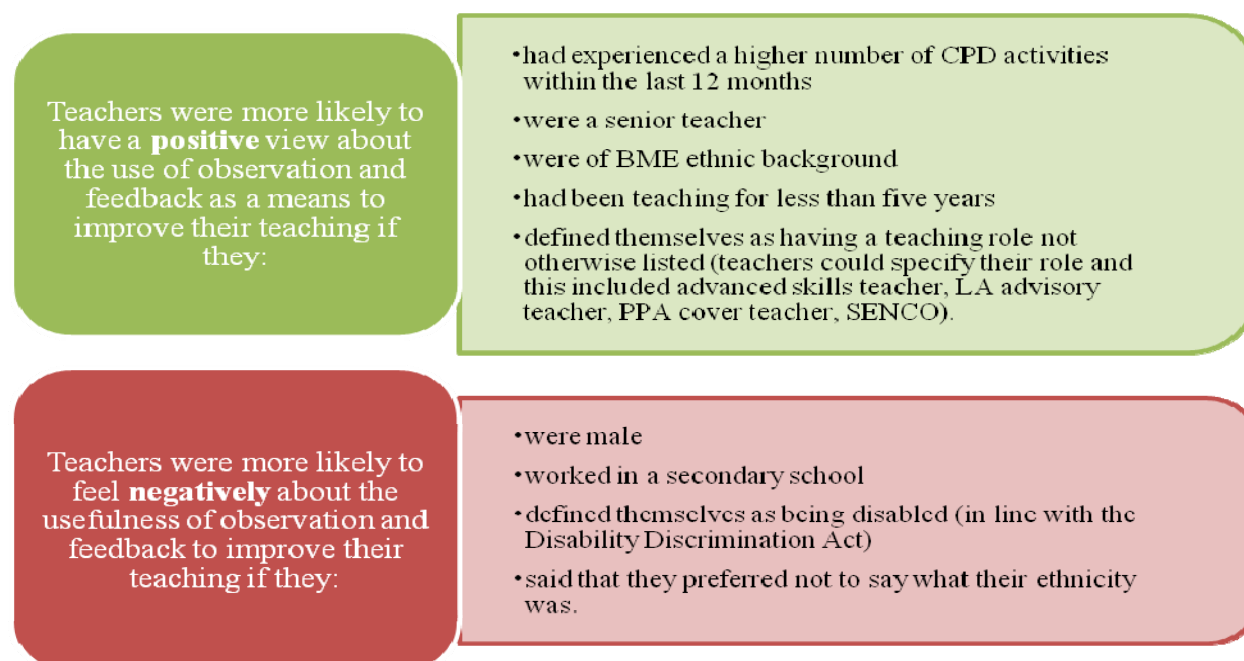 Teachers were more likely to
have a positive view about
the use of observation and
feedback as a means to
improve their teaching if
they:
•had experienced a higher number of CPD activities
within the last 12 months
•were a senior teacher
•were of BME ethnic background
•had been teaching for less than five years
•defined themselves as having a teaching role not
otherwise listed (teachers could specify their role and
this included advanced skills teacher, LA advisory
teacher, PPA cover teacher, SENCO).
Teachers were more likely to
feel negatively about the
usefulness of observation and
feedback to improve their
teaching if they:
•were male
•worked in a secondary school
•defined themselves as being disabled (in line with the
Disability Discrimination Act)
•said that they preferred not to say what their ethnicity
was.